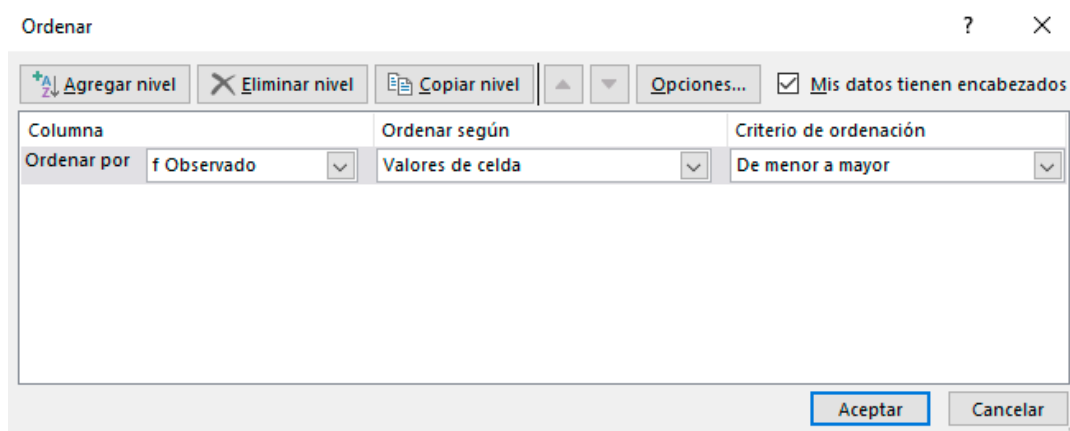 Ordenar ?
Agregar nivel Eliminar nivel Copiar nivel Opciones... Mis datos tienen encabezados
Columna Ordenar según Criterio de ordenación
Ordenar por f Observado Valores de celda De menor a mayor
Aceptar Cancelar